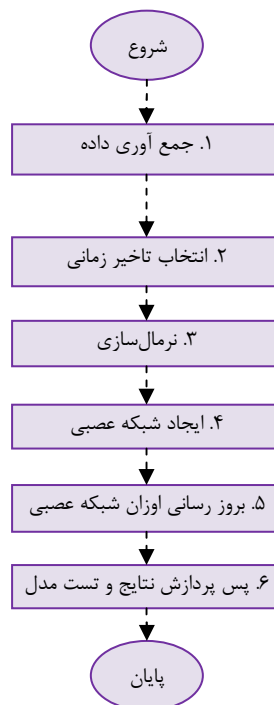 شروع
۱. جمع آوری داده
۲. انتخاب تاخیر زمانی
۳. نرمال‌سازی
۴. ایجاد شبکه عصبی
۵. بروز رسانی اوزان شبکه عصبی
۶. پس پردازش نتایج و تست مدل
پایان